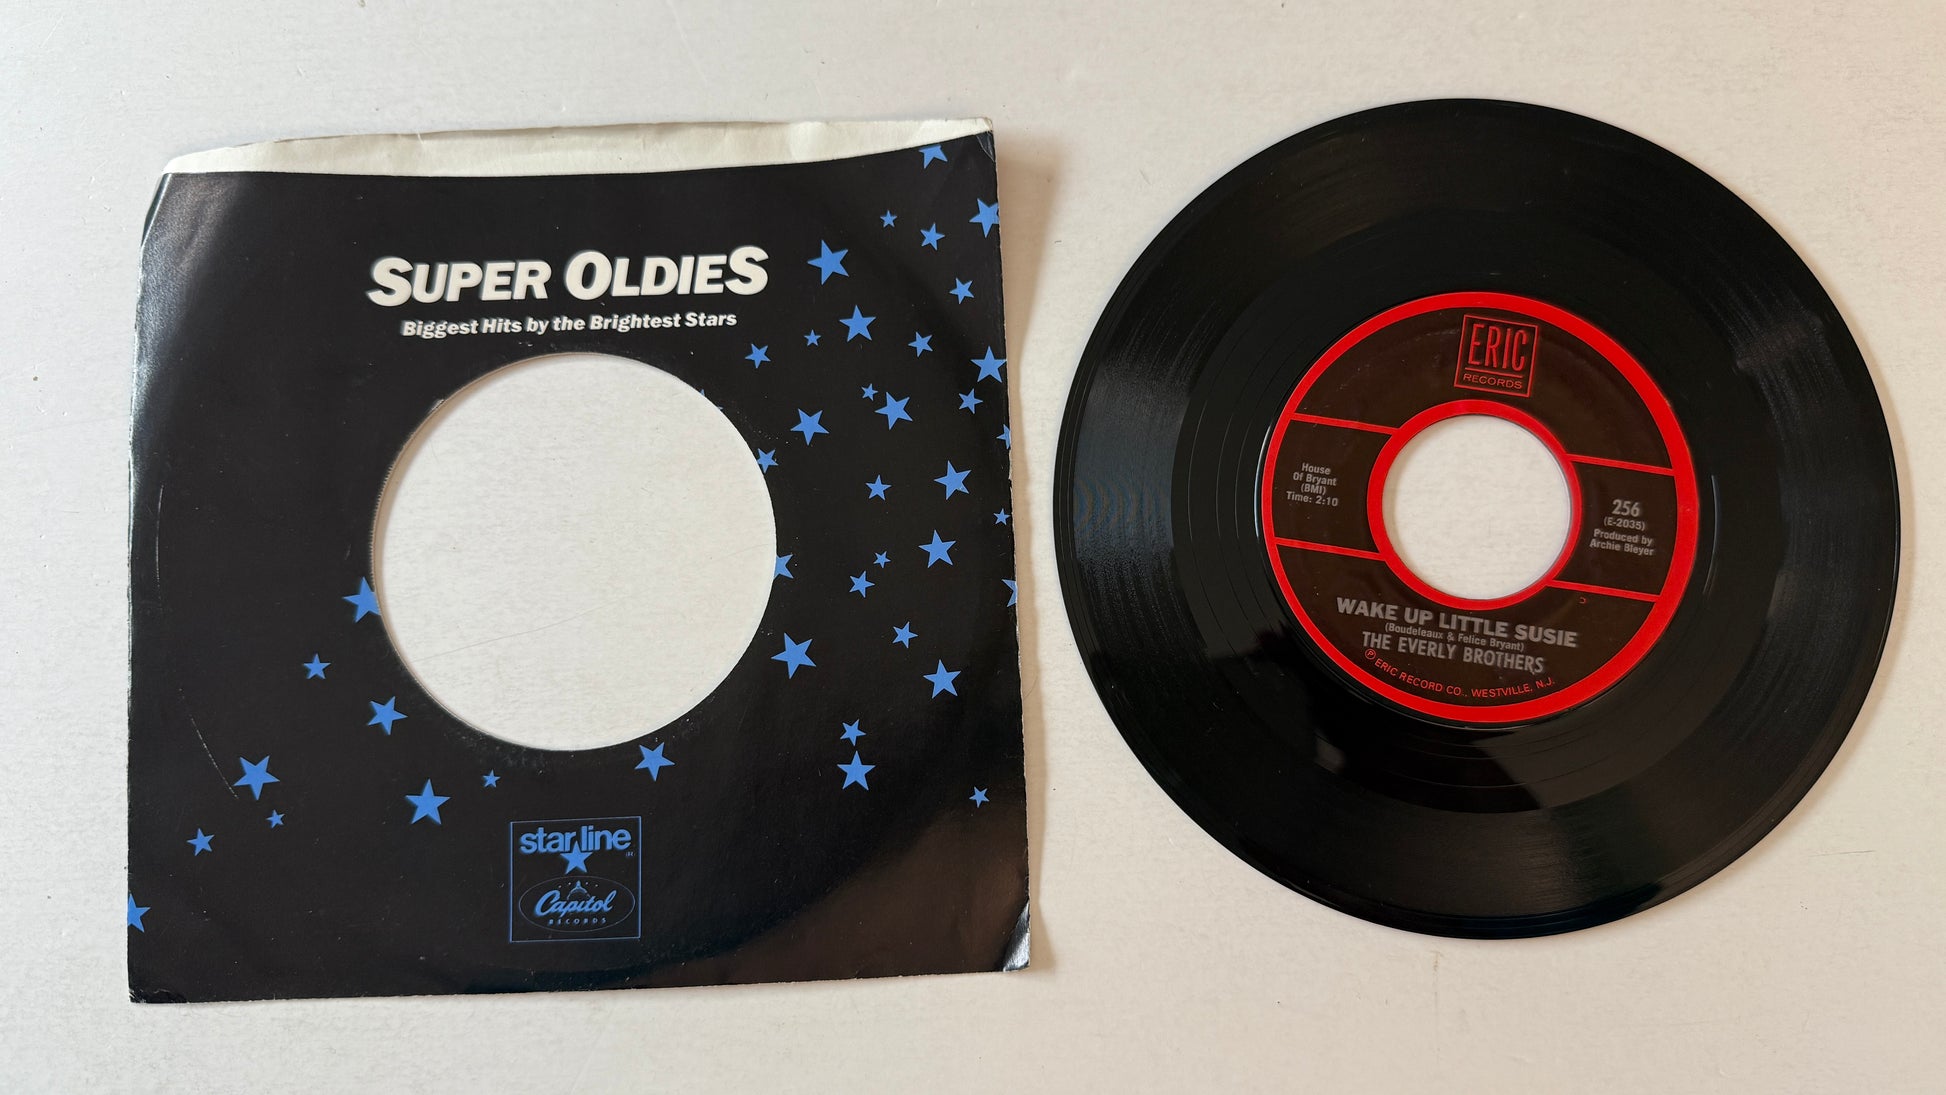 SUPER OLDIES
Biggest Hits by the Brightest Stars
star line
®
Capitol
RECORDS
ERIC
RECORDS
House
Of Bryant
(BMI)
Time: 2:10
256
(E-2035)
Produced by
Archie Bleyer
WAKE UP LITTLE SUSIE
(Boudeleaux & Felice Bryant)
THE EVERLY BROTHERS
Ⓟ ERIC RECORD CO., WESTVILLE, N.J.